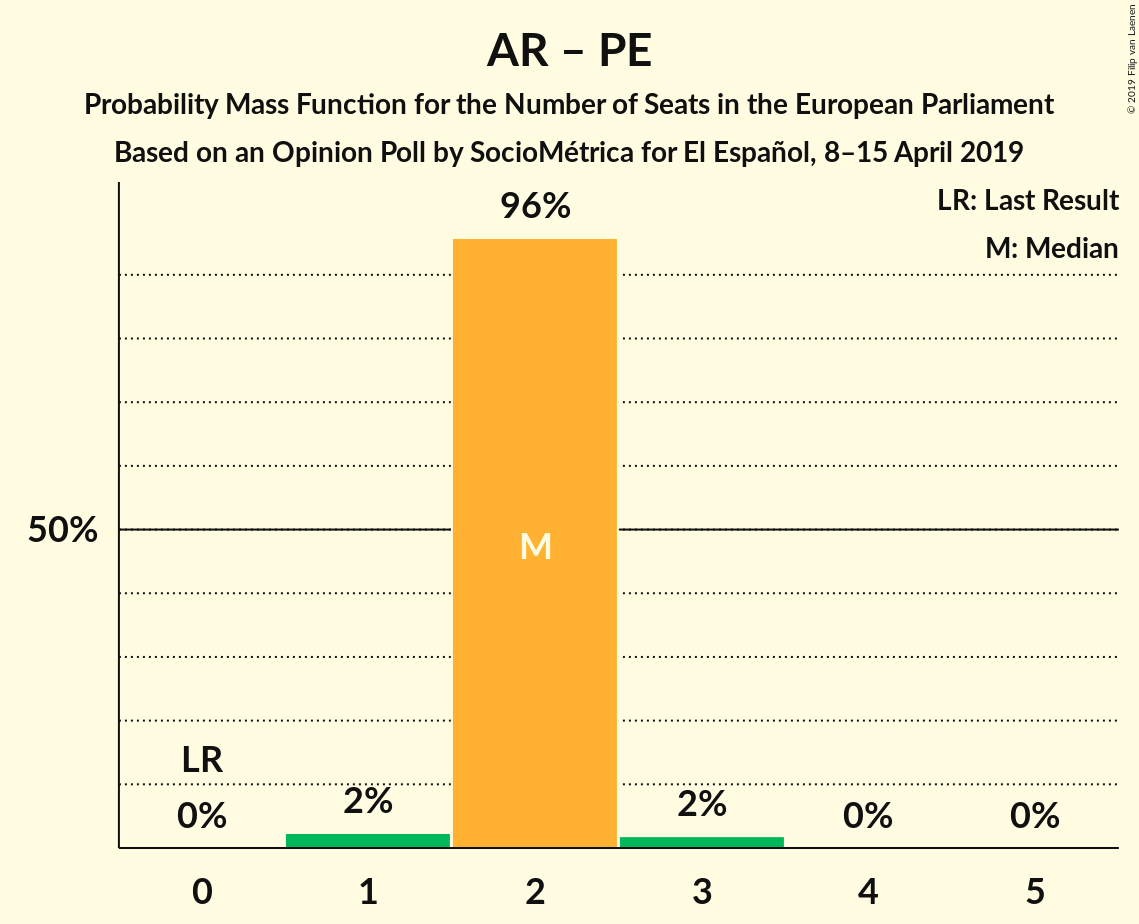 AR – PE
Probability Mass Function for the Number of Seats in the European Parliament
Based on an Opinion Poll by SocioMétrica for El Español, 8–15 April 2019
© 2019 Filip van Laenen
LR: Last Result
M: Median
96%
50%
M
LR
0%
2%
2%
0%
0%
0
1
2
3
4
5